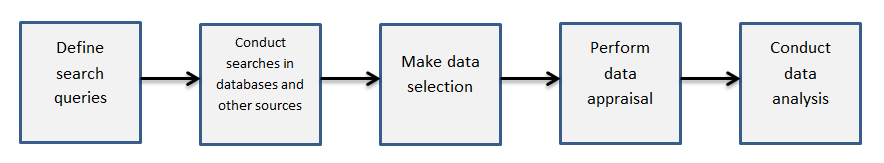 Define
search
queries
Conduct
searches in
databases and
other sources
Make data
selection
Perform
data
appraisal
Conduct
data
analysis